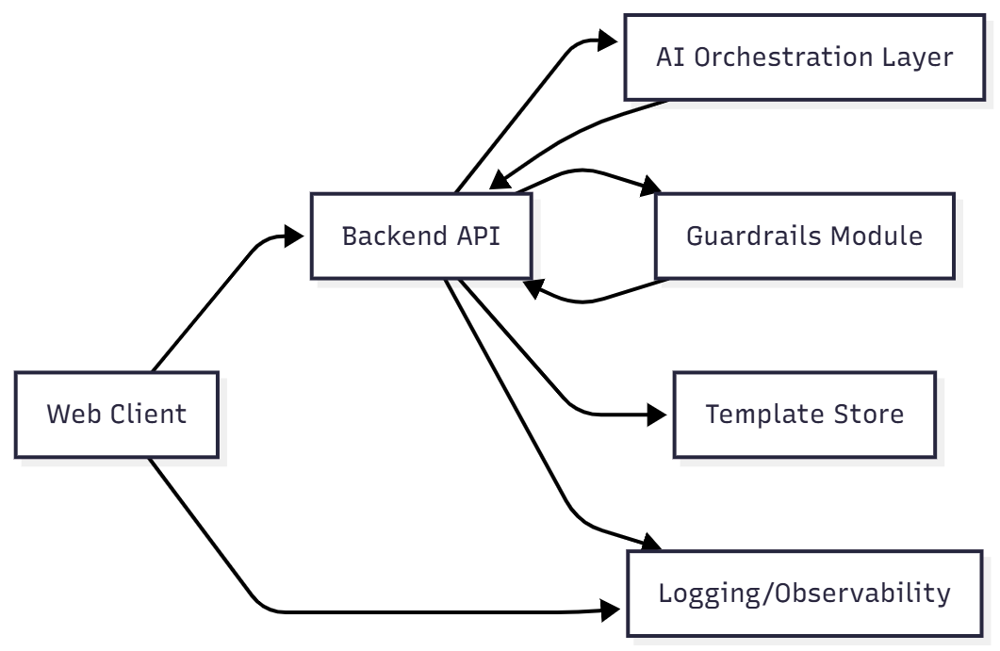 AI Orchestration Layer
Backend API
Guardrails Module
Web Client
Template Store
Logging/Observability